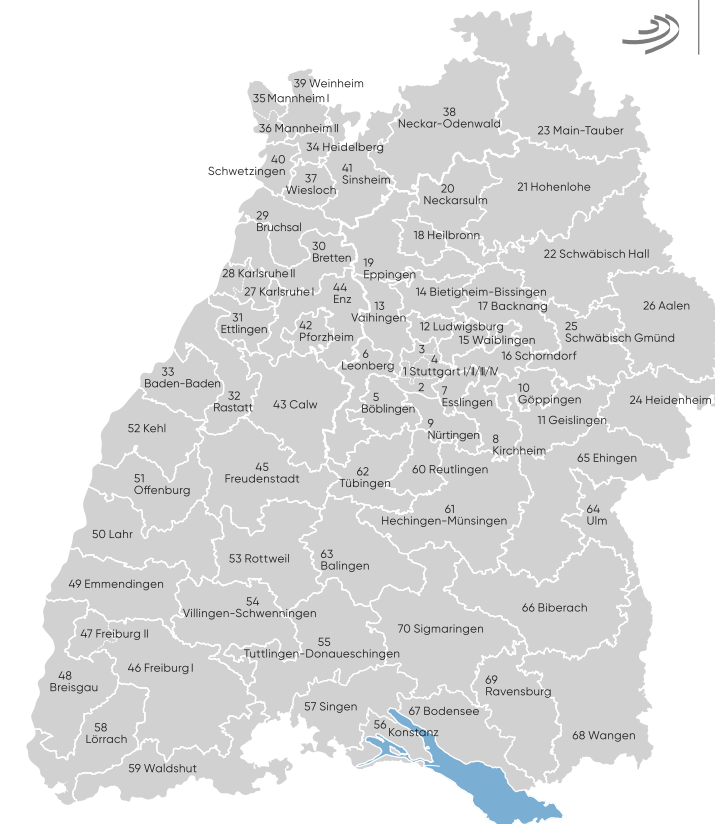 39 Weinheim
35 Mannheim I
38
Neckar-Odenwald
36 Mannheim II
23 Main-Tauber
34 Heidelberg
40
Schwetzingen
41
Sinsheim
37
Wiesloch
20
Neckarsulm
21 Hohenlohe
29
Bruchsal
18 Heilbronn
30
Bretten
22 Schwäbisch Hall
19
Eppingen
28 Karlsruhe II
27 Karlsruhe I
44
Enz
14 Bietigheim-Bissingen
13
Vaihingen
17 Backnang
26 Aalen
31
Ettlingen
42
Pforzheim
12 Ludwigsburg
25
Schwäbisch Gmünd
15 Waiblingen
3
6
Leonberg
4
16 Schorndorf
1 Stuttgart I/II/III/IV
33
Baden-Baden
2
7
Esslingen
10
Göppingen
32
Rastatt
43 Calw
5
Böblingen
24 Heidenheim
11 Geislingen
52 Kehl
9
Nürtingen
8
Kirchheim
65 Ehingen
45
Freudenstadt
62
Tübingen
60 Reutlingen
51
Offenburg
61
Hechingen-Münsingen
64
Ulm
50 Lahr
53 Rottweil
63
Balingen
49 Emmendingen
54
Villingen-Schwenningen
66 Biberach
47 Freiburg II
70 Sigmaringen
55
Tuttlingen-Donaueschingen
46 Freiburg I
48
Breisgau
69
Ravensburg
57 Singen
67 Bodensee
56
Konstanz
58
Lörrach
68 Wangen
59 Waldshut